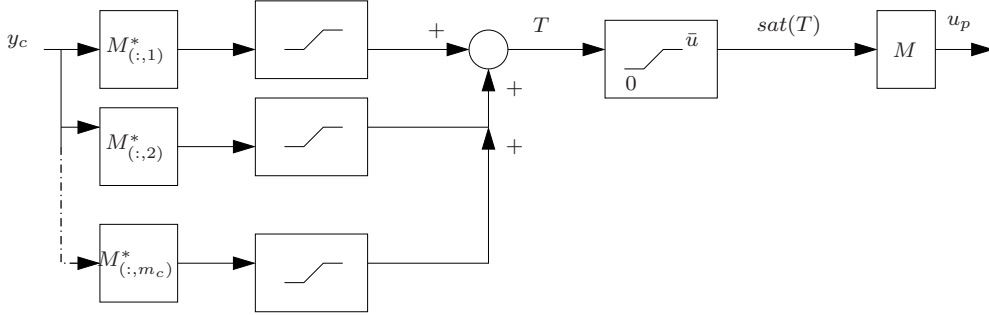 y_c
M^*_{(:,1)}
+
T
ū
0
sat(T)
M
u_p
+
M^*_{(:,2)}
+
M^*_{(:,m_c)}